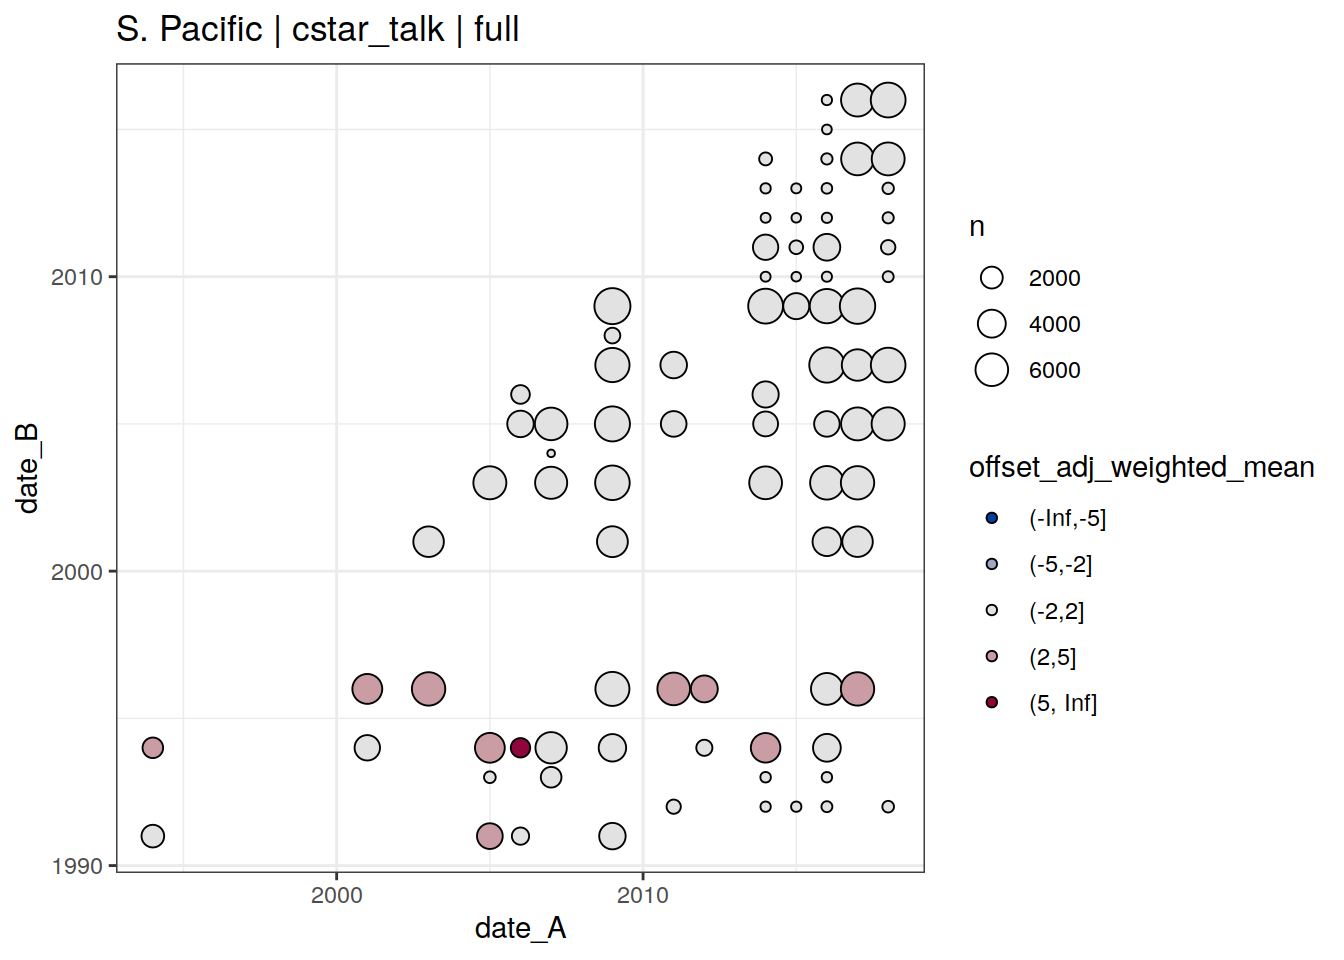 S. Pacific | cstar_talk | full
date_B
2010
2000
1990
2000
2010
date_A
n
2000
4000
6000
offset_adj_weighted_mean
(-Inf,-5]
(-5,-2]
(-2,2]
(2,5]
(5, Inf]